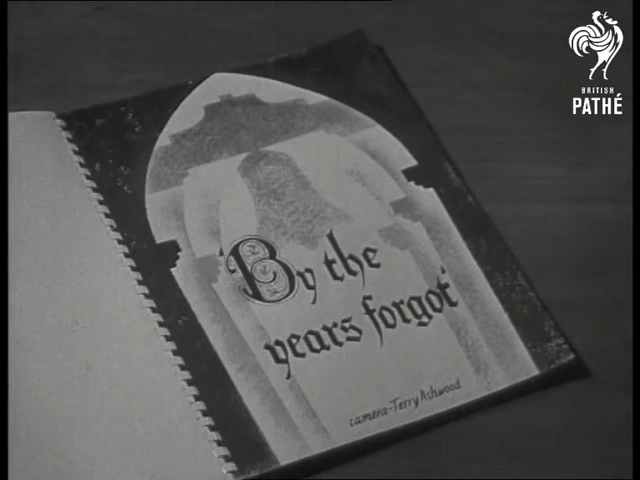 BRITISH
PATHÉ
'By the
years forgot'
camera-Terry Ashwood